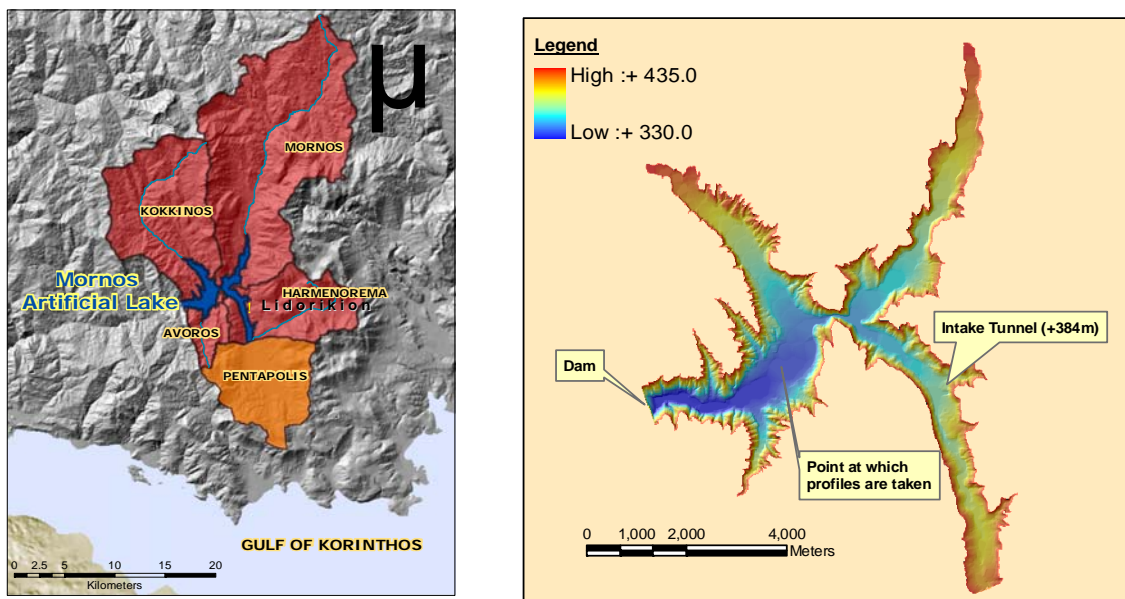 µ
MORNOS
KOKKINOS
Mornos
Artificial Lake
HARMENOREMA
Lidorikion
AVOROS
PENTAPOLIS
GULF OF KORINTHOS
0 2.5 5 10 15 20
Kilometers
Legend
High :+ 435.0
Low :+ 330.0
Intake Tunnel (+384m)
Dam
Point at which
profiles are taken
0 1,000 2,000 4,000
Meters